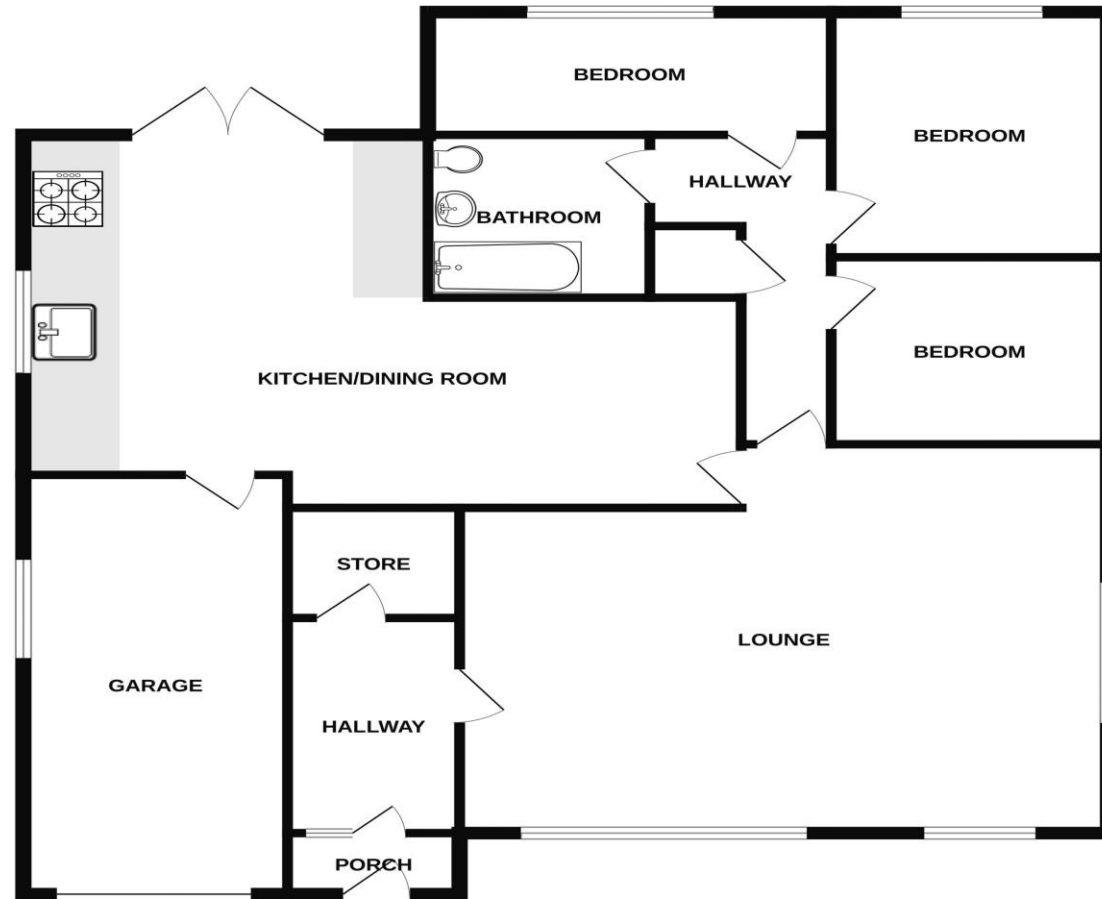 BEDROOM
BEDROOM
HALLWAY
BATHROOM
BEDROOM
KITCHEN/DINING ROOM
STORE
LOUNGE
GARAGE
HALLWAY
PORCH